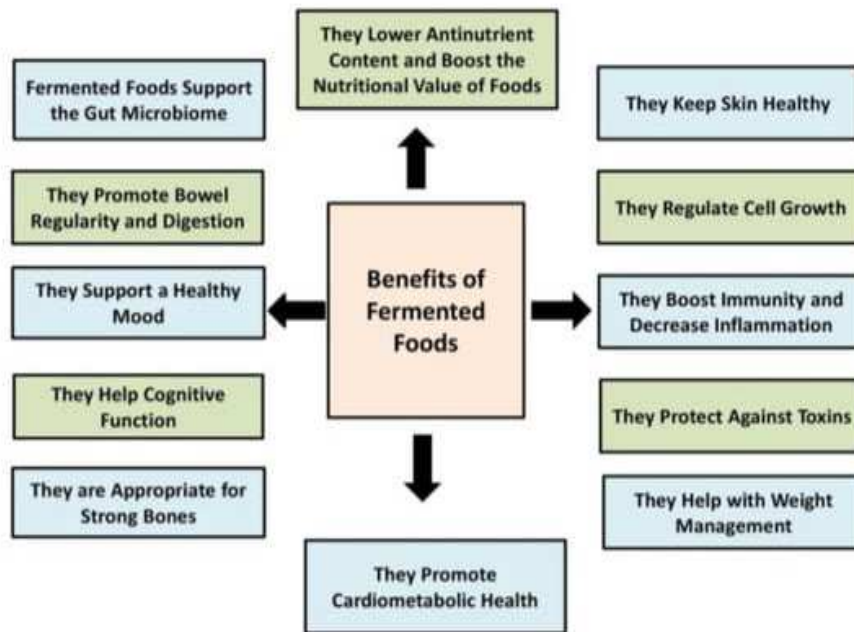 They Lower Antinutrient
Content and Boost the
Nutritional Value of Foods
Fermented Foods Support
the Gut Microbiome
They Promote Bowel
Regularity and Digestion
They Support a Healthy
Mood
They Help Cognitive
Function
They are Appropriate for
Strong Bones
Benefits of
Fermented
Foods
They Keep Skin Healthy
They Regulate Cell Growth
They Boost Immunity and
Decrease Inflammation
They Protect Against Toxins
They Help with Weight
Management
They Promote
Cardiometabolic Health